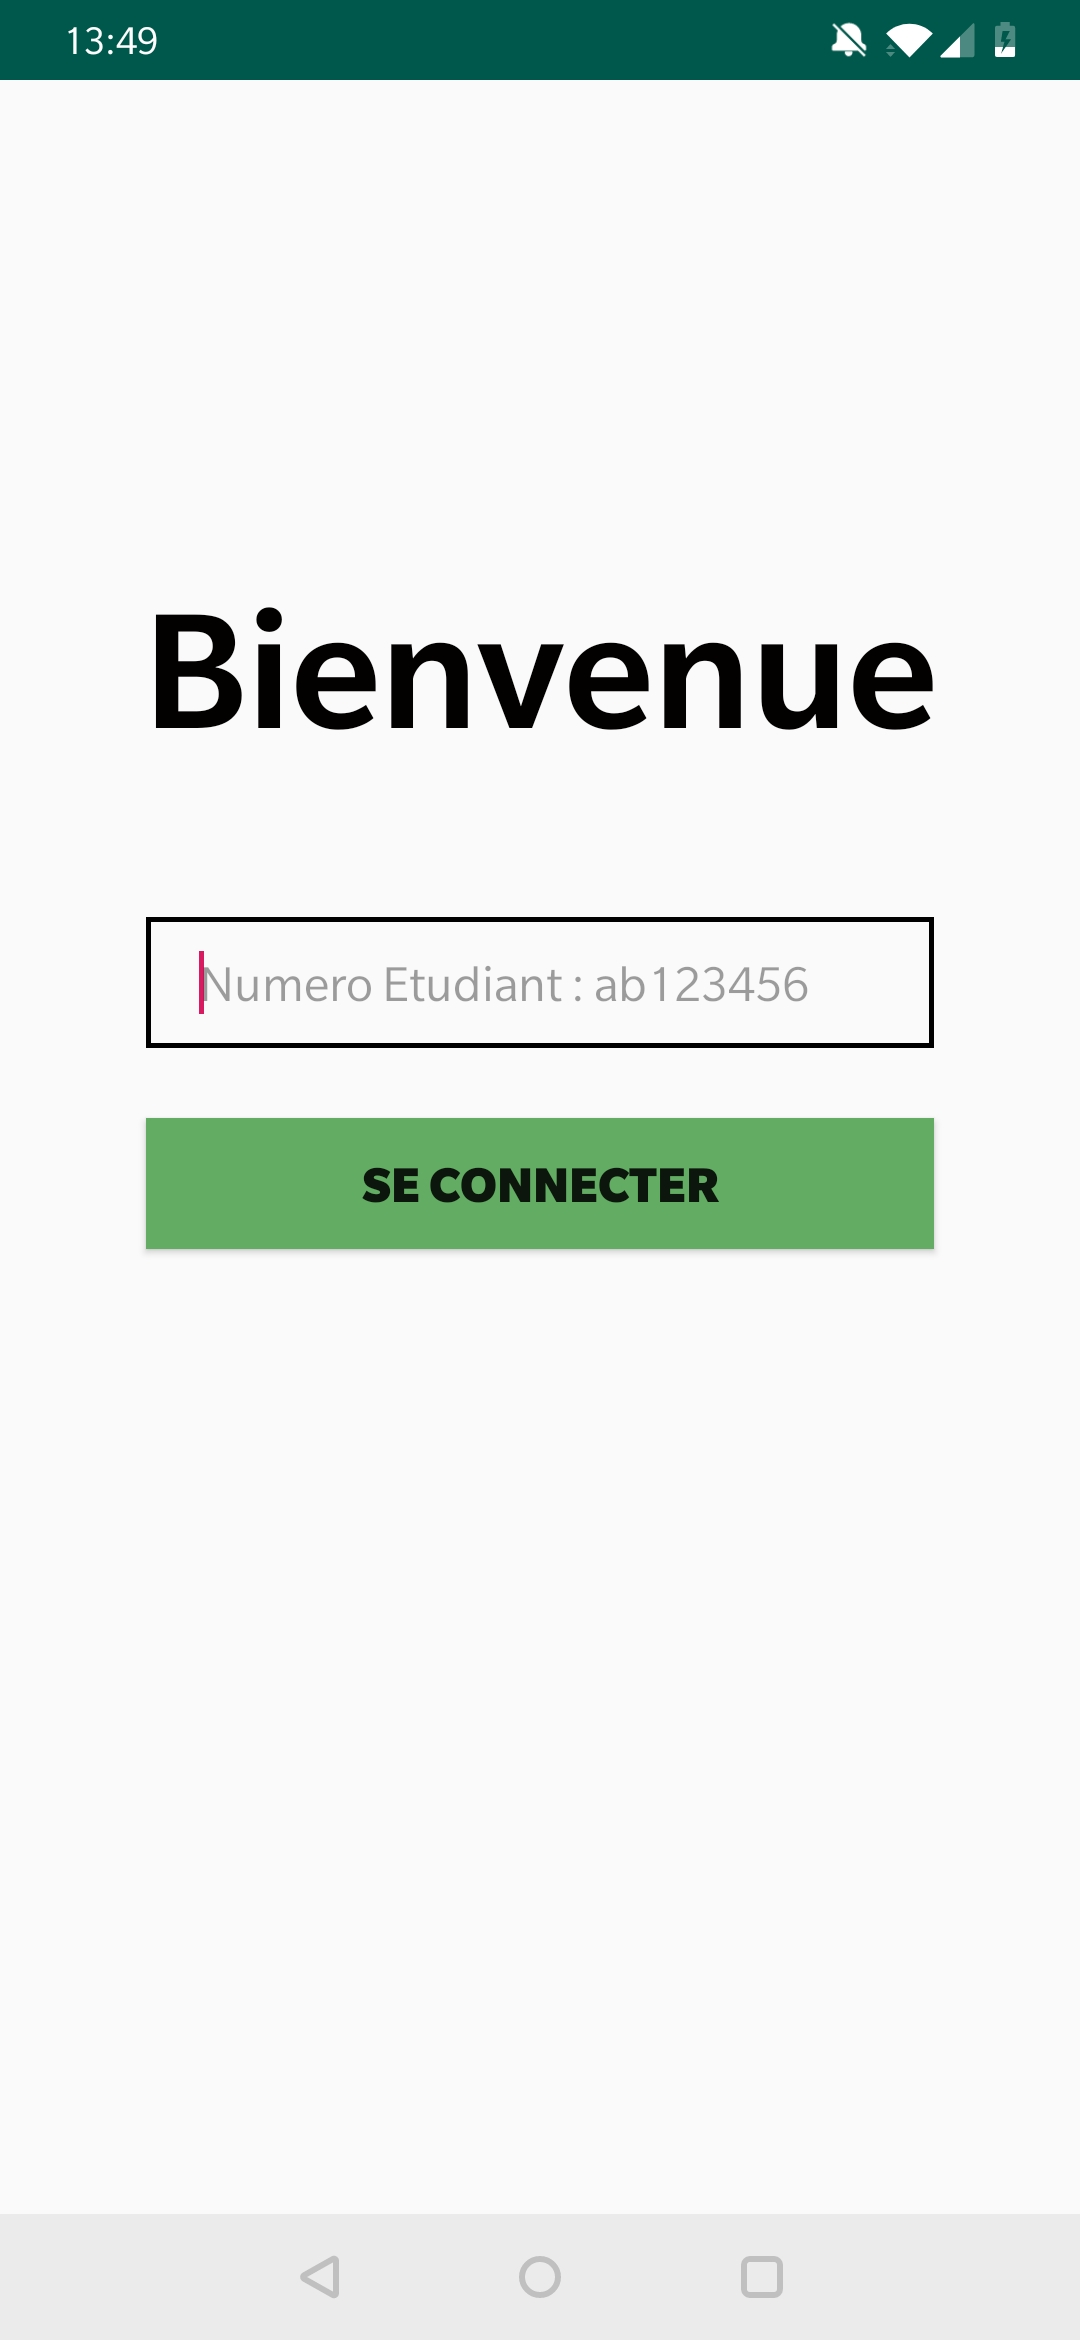 13:49
Bienvenue
Numero Etudiant : ab123456
SE CONNECTER